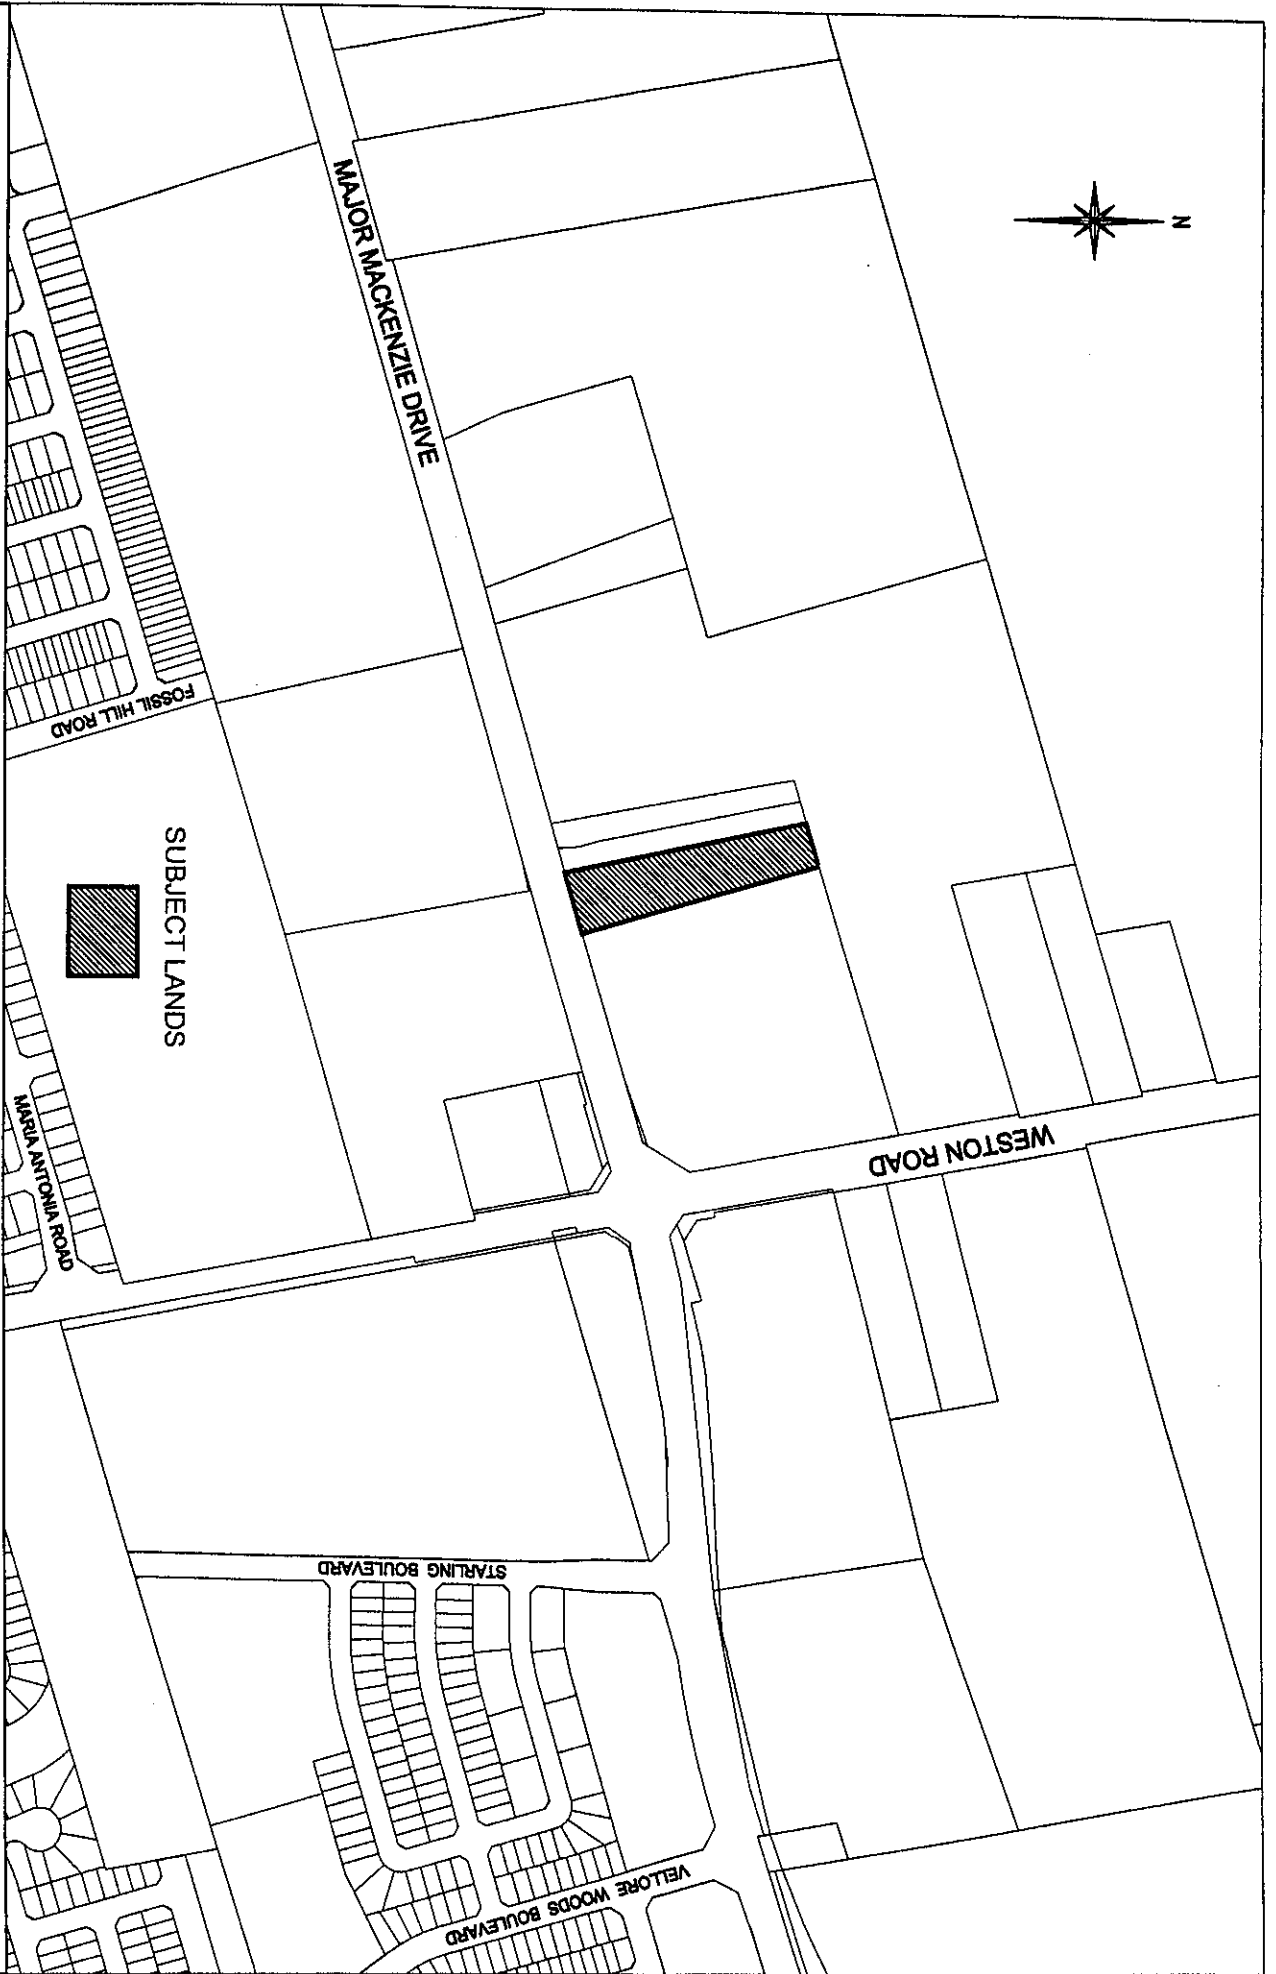 N
MAJOR MACKENZIE DRIVE
WESTON ROAD
FOSSIL HILL ROAD
SUBJECT LANDS
MARIA ANTONIA ROAD
STARLING BOULEVARD
VELLORE WOODS BOULEVARD